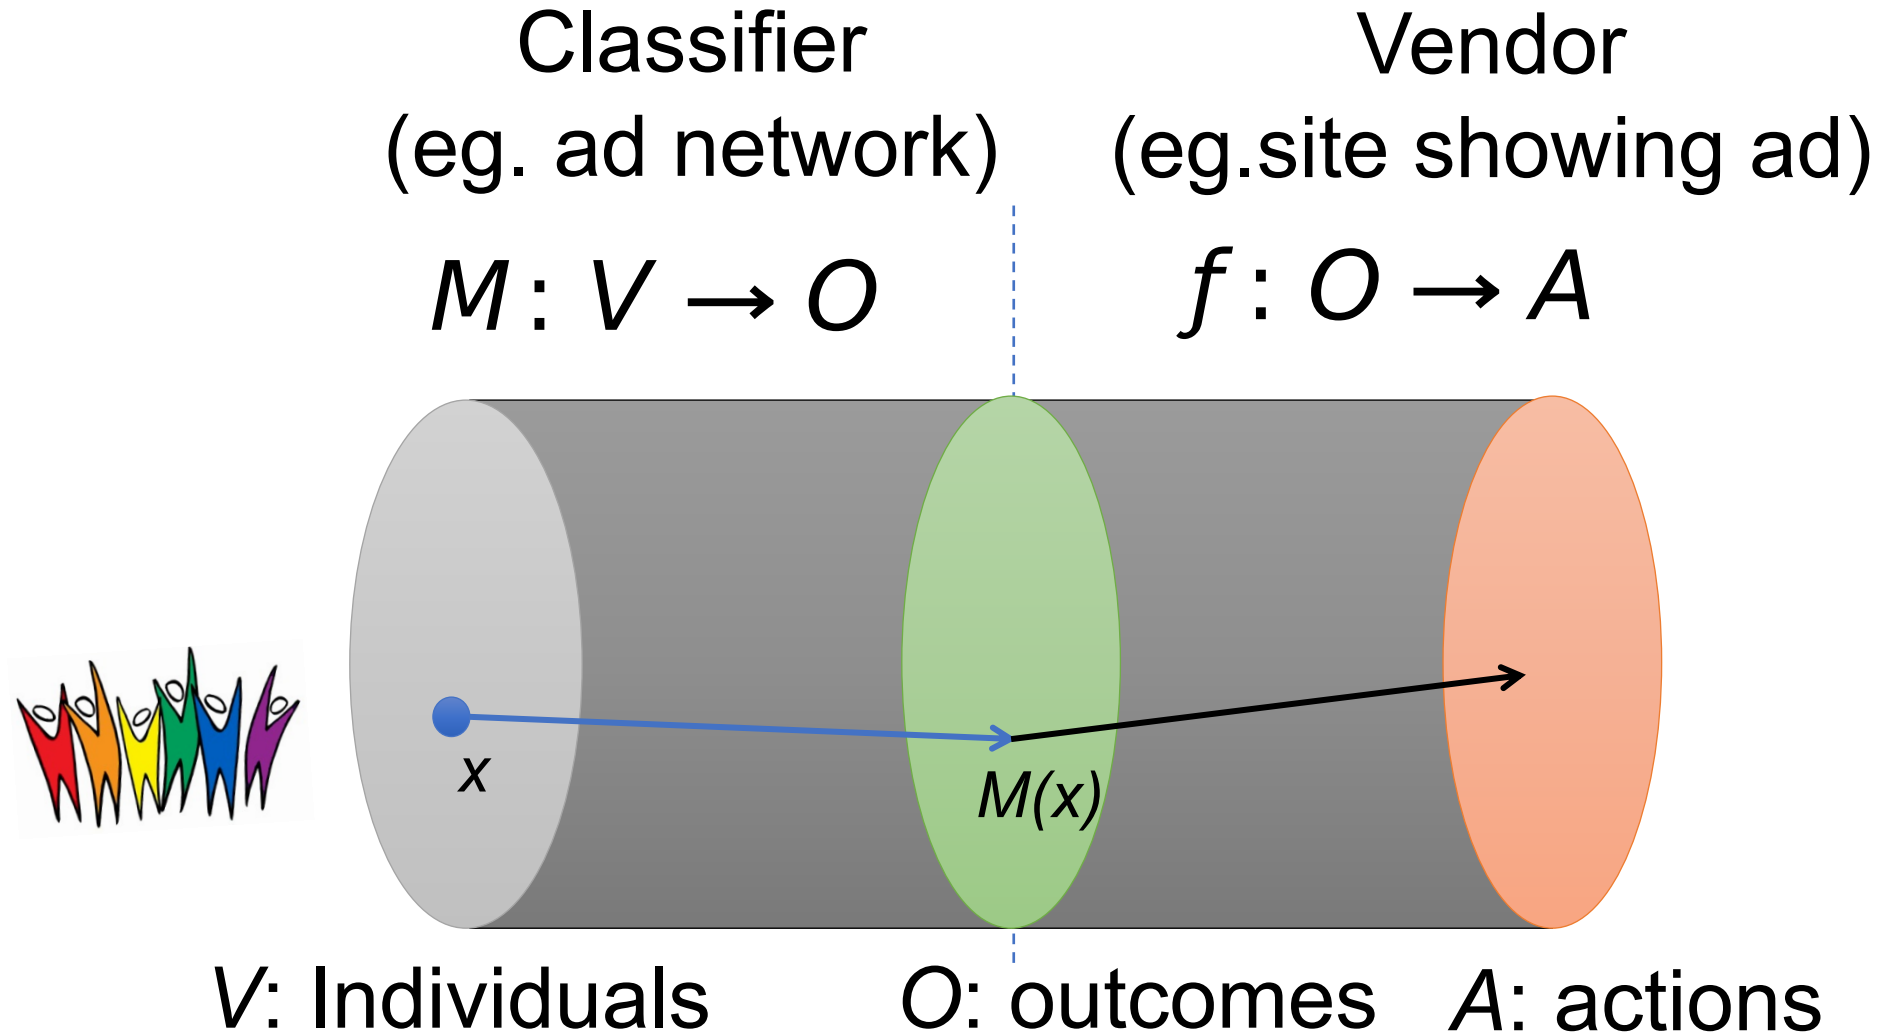 Classifier
(eg. ad network)
Vendor
(eg.site showing ad)
M : V → O
f : O → A
x
M(x)
V: Individuals
O: outcomes
A: actions